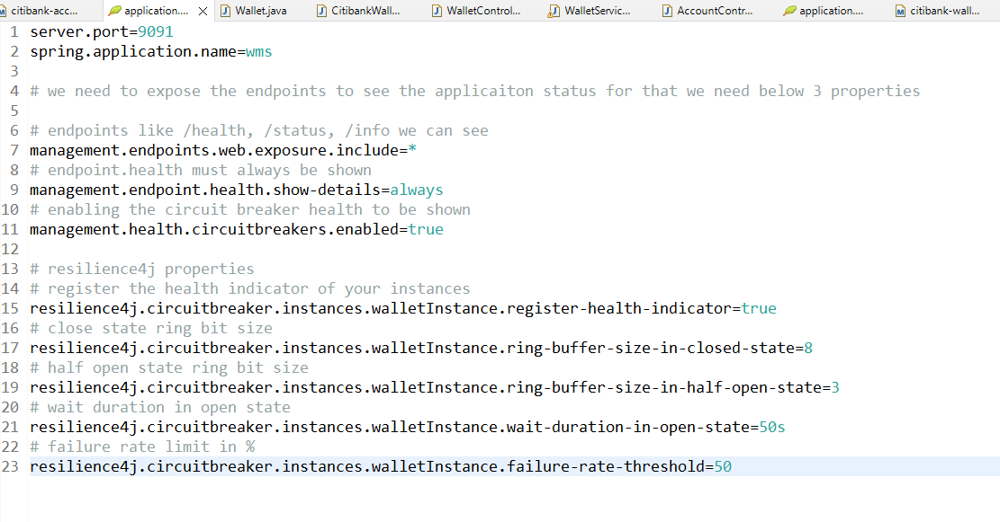 citibank-acc... application.... Wallet.java CitibankWall... WalletControl... WalletServic... AccountContr... application.... citibank-wall...
1 server.port=9091
2 spring.application.name=wms
3
4 # we need to expose the endpoints to see the applicaiton status for that we need below 3 properties
5
6 # endpoints like /health, /status, /info we can see
7 management.endpoints.web.exposure.include=*
8 # endpoint.health must always be shown
9 management.endpoint.health.show-details=always
10 # enabling the circuit breaker health to be shown
11 management.health.circuitbreakers.enabled=true
12
13 # resilience4j properties
14 # register the health indicator of your instances
15 resilience4j.circuitbreaker.instances.walletInstance.register-health-indicator=true
16 # close state ring bit size
17 resilience4j.circuitbreaker.instances.walletInstance.ring-buffer-size-in-closed-state=8
18 # half open state ring bit size
19 resilience4j.circuitbreaker.instances.walletInstance.ring-buffer-size-in-half-open-state=3
20 # wait duration in open state
21 resilience4j.circuitbreaker.instances.walletInstance.wait-duration-in-open-state=50s
22 # failure rate limit in %
23 resilience4j.circuitbreaker.instances.walletInstance.failure-rate-threshold=50